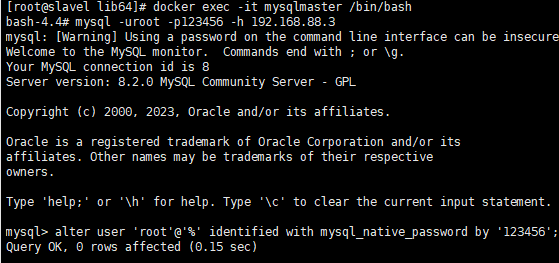 [root@slavel lib64]# docker exec -it mysqlmaster /bin/bash
bash-4.4# mysql -uroot -p123456 -h 192.168.88.3
mysql: [Warning] Using a password on the command line interface can be insecure
Welcome to the MySQL monitor.  Commands end with ; or \g.
Your MySQL connection id is 8
Server version: 8.2.0 MySQL Community Server - GPL
Copyright (c) 2000, 2023, Oracle and/or its affiliates.
Oracle is a registered trademark of Oracle Corporation and/or its
affiliates. Other names may be trademarks of their respective
owners.
Type 'help;' or '\h' for help. Type '\c' to clear the current input statement.
mysql> alter user 'root'@'%' identified with mysql_native_password by '123456';
Query OK, 0 rows affected (0.15 sec)